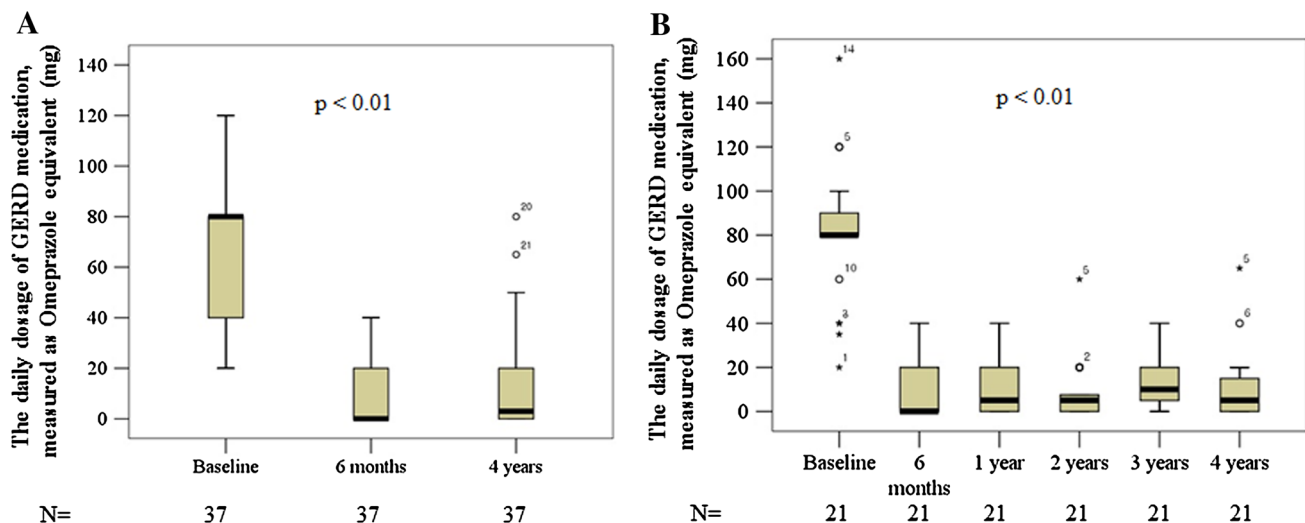 A
The daily dosage of GERD medication,
measured as Omeprazole equivalent (mg)
140
120
100
80
60
40
20
0
p < 0.01
20
21
Baseline
6 months
4 years
N=
37
37
37
B
The daily dosage of GERD medication,
measured as Omeprazole equivalent (mg)
160
140
120
100
80
60
40
20
0
p < 0.01
14
5
10
3
1
5
2
5
6
Baseline
6
months
1 year
2 years
3 years
4 years
N=
21
21
21
21
21
21